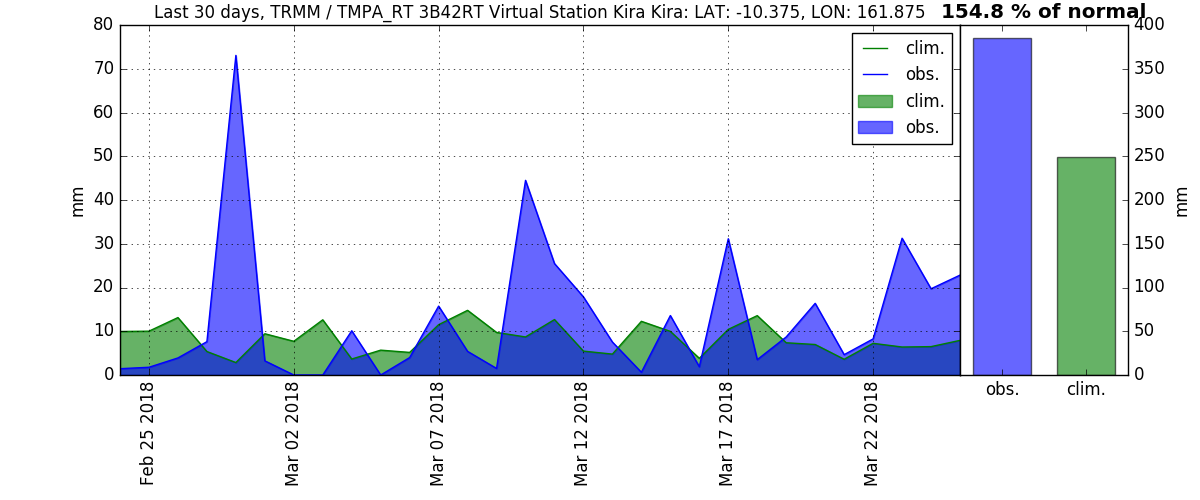 Last 30 days, TRMM / TMPA_RT 3B42RT Virtual Station Kira Kira: LAT: -10.375, LON: 161.875
154.8 % of normal
80
70
60
50
40
30
20
10
0
mm
clim.
obs.
clim.
obs.
Feb 25 2018
Mar 02 2018
Mar 07 2018
Mar 12 2018
Mar 17 2018
Mar 22 2018
400
350
300
250
200
150
100
50
0
mm
obs.
clim.